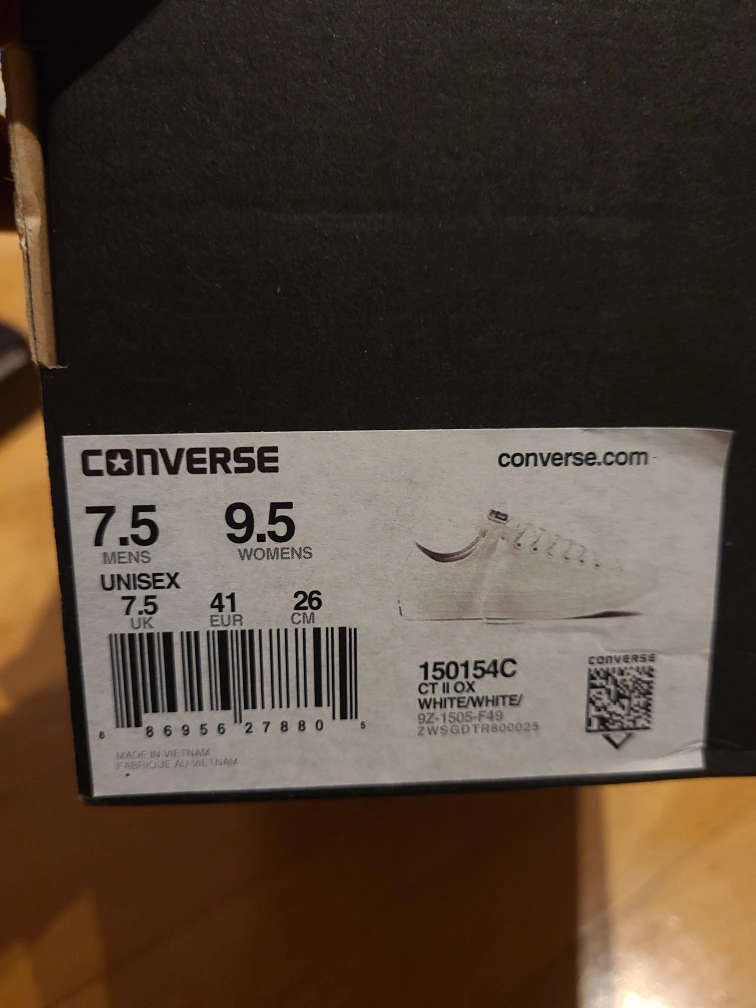 CONVERSE converse.com
7.5 9.5
MENS WOMENS
UNISEX
7.5 41 26
UK EUR CM
8 86956 27880 5
MADE IN VIETNAM
FABRIQUE AU VIETNAM
150154C
CT II OX
WHITE/WHITE/
9Z-1505-F49
ZWSGDTR800025
CONVERSE